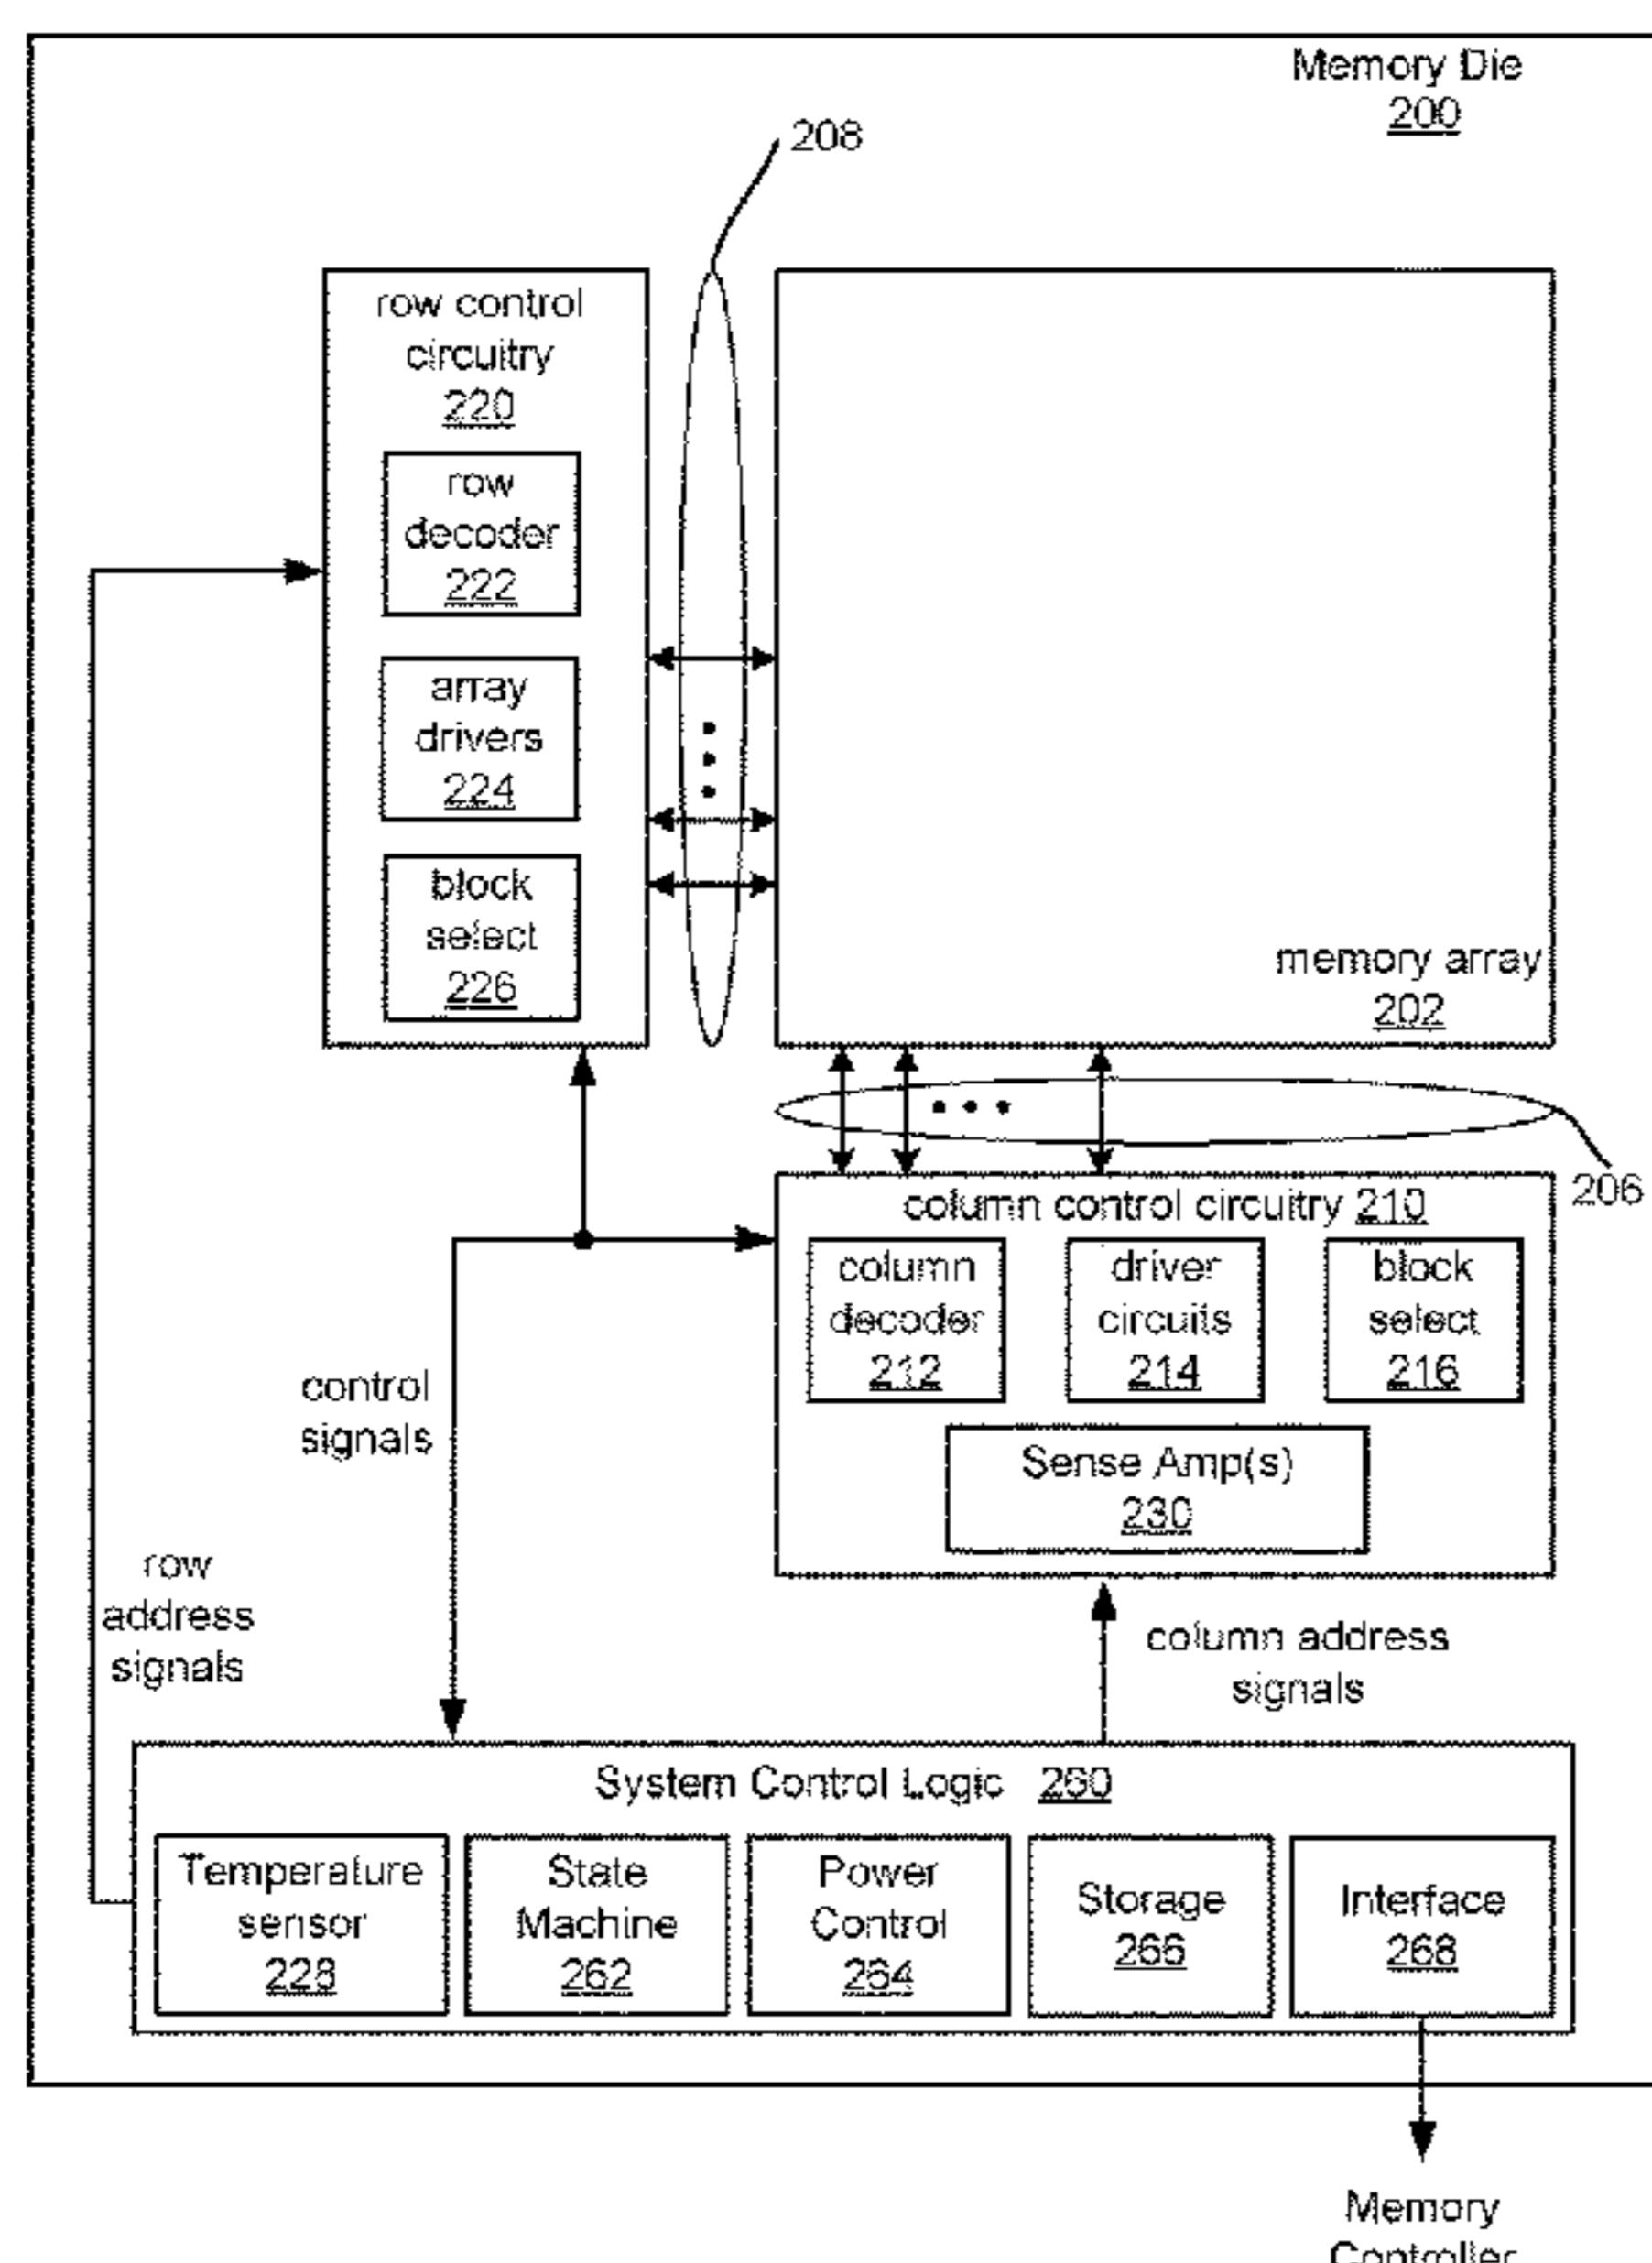 Memory Die
200
208
row control
circuitry
220
row
decoder
222
array
drivers
224
block
select
226
memory array
202
206
column control circuitry 210
column
decoder
212
driver
circuits
214
block
select
216
Sense Amp(s)
230
control
signals
row
address
signals
column address
signals
System Control Logic 260
Temperature
sensor
228
State
Machine
262
Power
Control
264
Storage
266
Interface
268
Memory
Controller